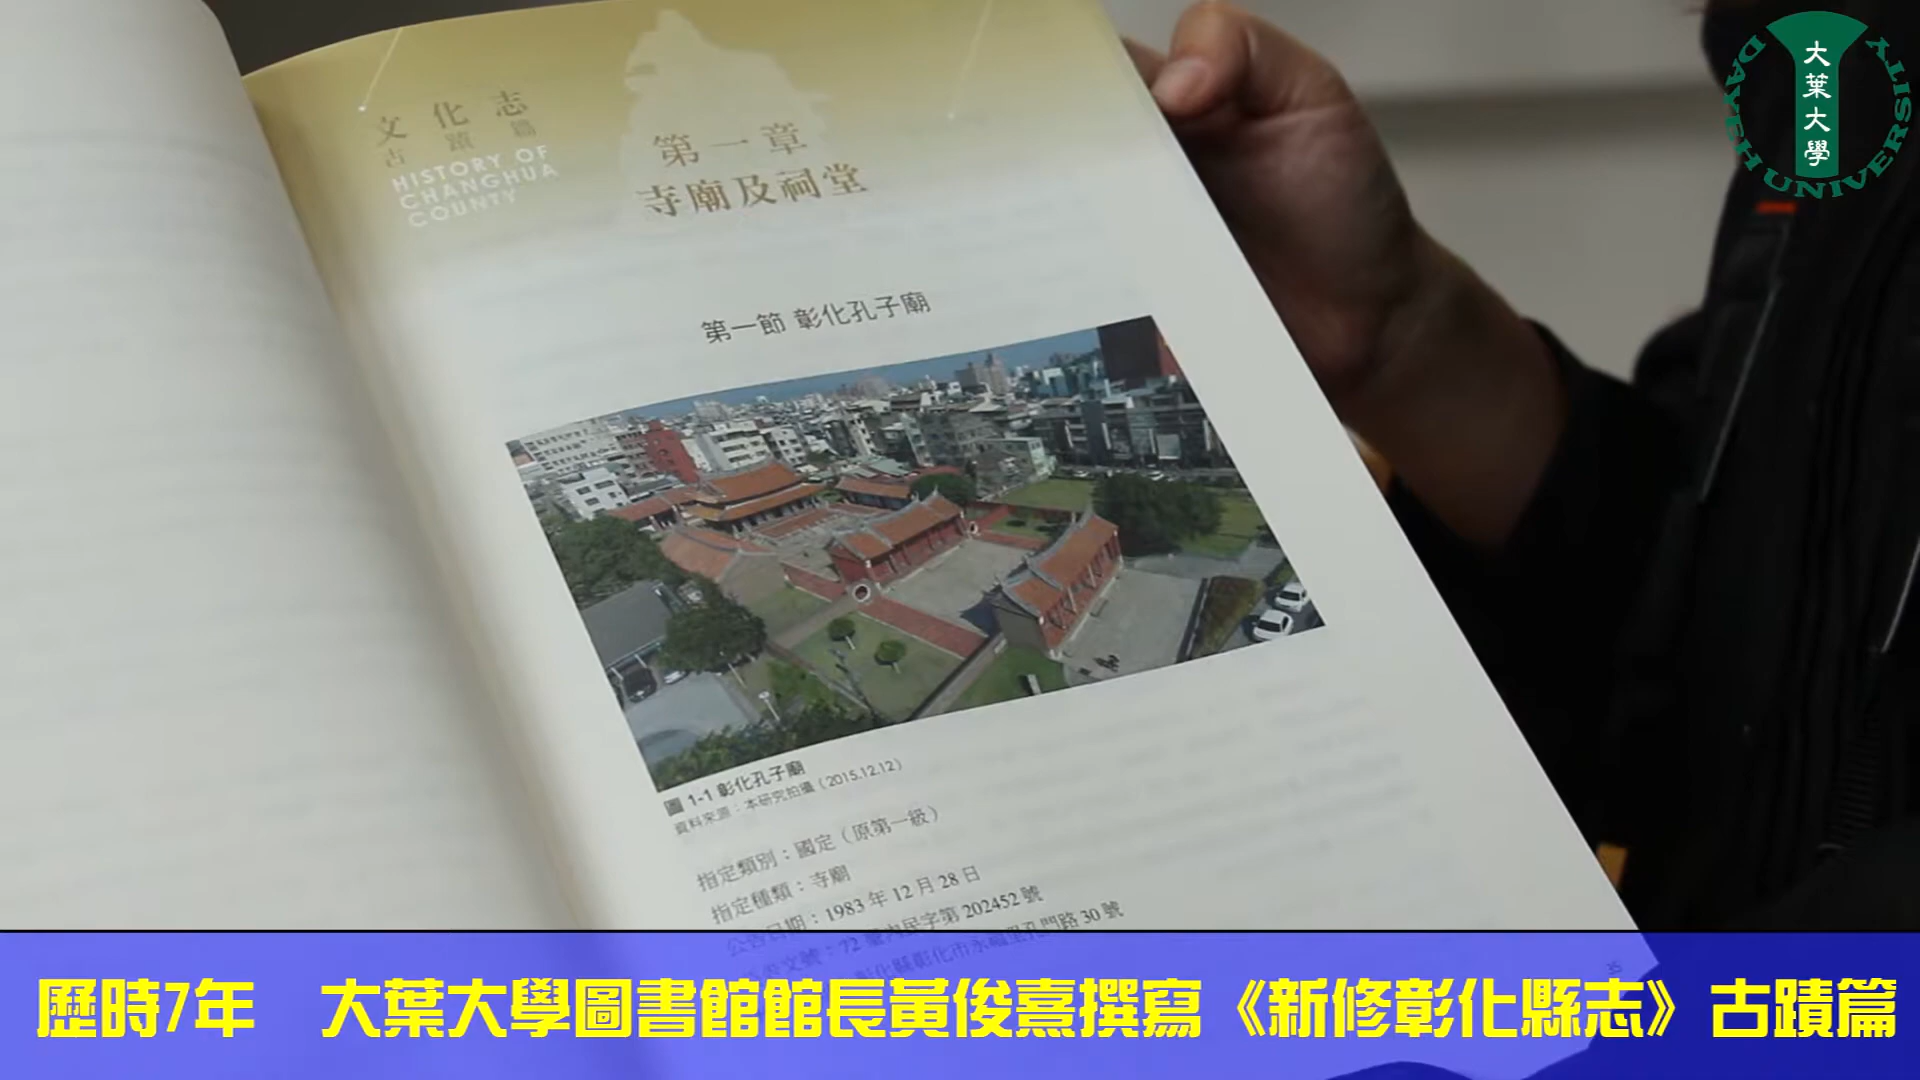 文化志
古蹟篇
HISTORY OF
CHANGHUA
COUNTY
第一章
寺廟及祠堂
第一節 彰化孔子廟
圖 1-1 彰化孔子廟
資料來源：本研究拍攝（2015.12.12）
指定類別：國定（原第一級）
指定種類：寺廟
公告日期：1983 年 12 月 28 日
文號：72 臺內民字第 202452 號
彰化縣彰化市永福里孔門路 30 號
大葉大學
DAYEH UNIVERSITY
歷時7年 大葉大學圖書館館長黃俊熹撰寫《新修彰化縣志》古蹟篇